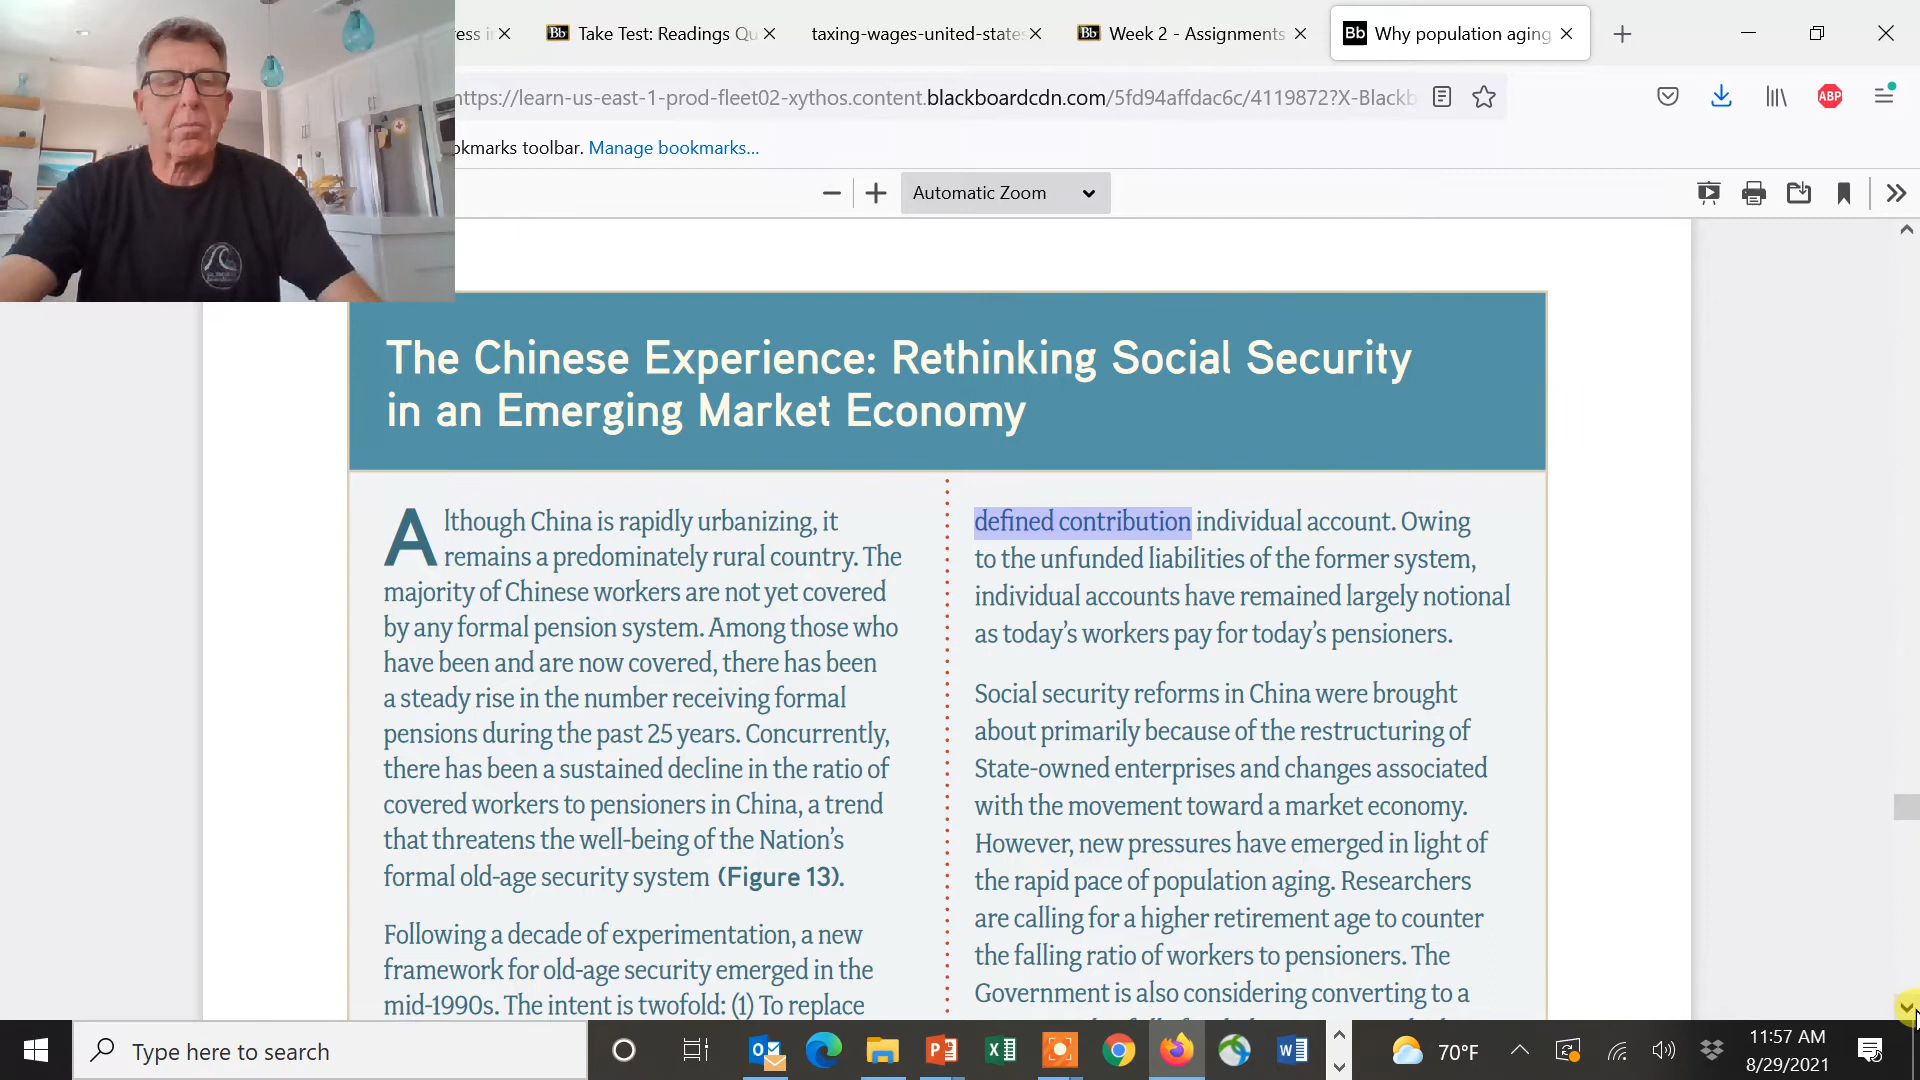 ess i
Bb Take Test: Readings Qu
taxing-wages-united-state
Bb Week 2 - Assignments
Bb Why population aging
https://learn-us-east-1-prod-fleet02-xythos.content.blackboardcdn.com/5fd94affdac6c/4119872?X-Blackb
ABP
okmarks toolbar. Manage bookmarks...
Automatic Zoom
The Chinese Experience: Rethinking Social Security
in an Emerging Market Economy
Although China is rapidly urbanizing, it
remains a predominately rural country. The
majority of Chinese workers are not yet covered
by any formal pension system. Among those who
have been and are now covered, there has been
a steady rise in the number receiving formal
pensions during the past 25 years. Concurrently,
there has been a sustained decline in the ratio of
covered workers to pensioners in China, a trend
that threatens the well-being of the Nation's
formal old-age security system (Figure 13).
Following a decade of experimentation, a new
framework for old-age security emerged in the
mid-1990s. The intent is twofold: (1) To replace
defined contribution individual account. Owing
to the unfunded liabilities of the former system,
individual accounts have remained largely notional
as today's workers pay for today's pensioners.
Social security reforms in China were brought
about primarily because of the restructuring of
State-owned enterprises and changes associated
with the movement toward a market economy.
However, new pressures have emerged in light of
the rapid pace of population aging. Researchers
are calling for a higher retirement age to counter
the falling ratio of workers to pensioners. The
Government is also considering converting to a
Type here to search
70°F
11:57 AM
8/29/2021